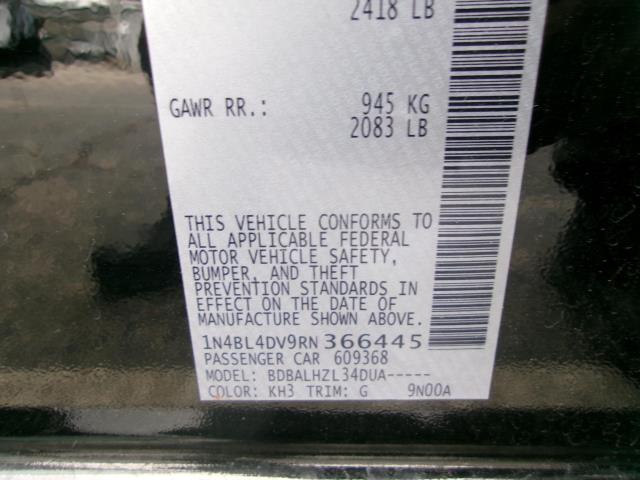 2418 LB
GAWR RR.: 945 KG
2083 LB
THIS VEHICLE CONFORMS TO
ALL APPLICABLE FEDERAL
MOTOR VEHICLE SAFETY,
BUMPER, AND THEFT
PREVENTION STANDARDS IN
EFFECT ON THE DATE OF
MANUFACTURE SHOWN ABOVE.
1N4BL4DV9RN366445
PASSENGER CAR 609368
MODEL: BDBALHZL34DUA-----
COLOR: KH3 TRIM: G 9N00A